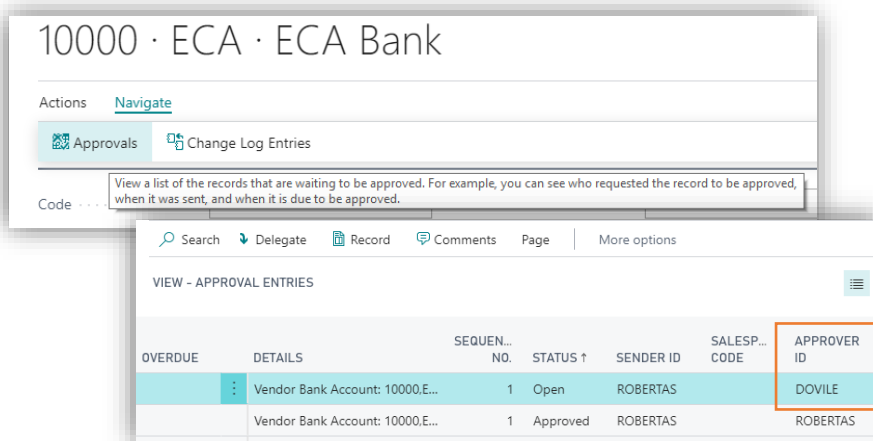 10000 · ECA · ECA Bank
Actions Navigate
Approvals Change Log Entries
View a list of the records that are waiting to be approved. For example, you can see who requested the record to be approved,
when it was sent, and when it is due to be approved.
Code
Search Delegate Record Comments Page More options
VIEW - APPROVAL ENTRIES
OVERDUE DETAILS SEQUEN... NO. STATUS ↑ SENDER ID SALESP... CODE APPROVER ID
Vendor Bank Account: 10000,E... 1 Open ROBERTAS DOVILE
Vendor Bank Account: 10000,E... 1 Approved ROBERTAS ROBERTAS